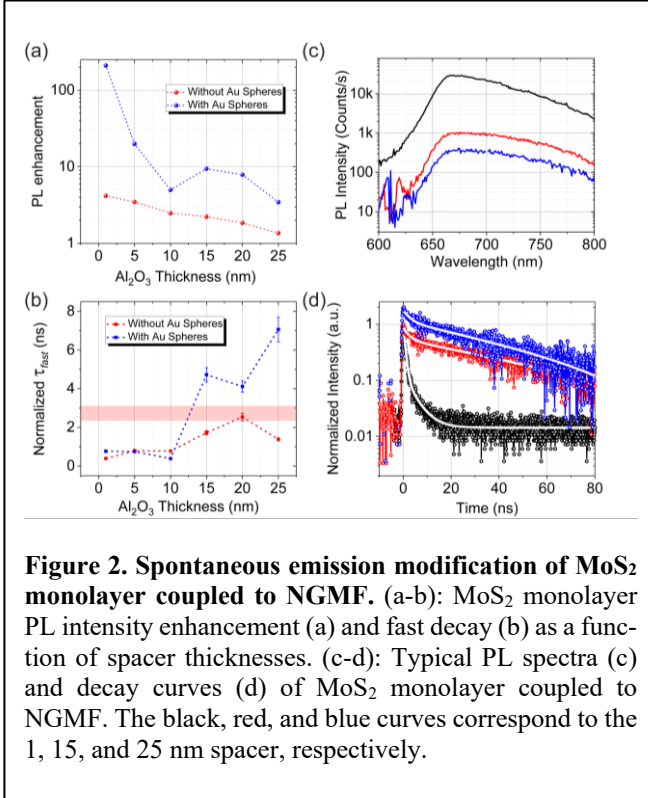 (a)
PL enhancement
100
10
1
Without Au Spheres
With Au Spheres
0 5 10 15 20 25
Al₂O₃ Thickness (nm)
(c)
PL Intensity (Counts/s)
10k
1k
100
10
600 650 700 750 800
Wavelength (nm)
(b)
Normalized τfast (ns)
8
6
4
2
0
Without Au Spheres
With Au Spheres
0 5 10 15 20 25
Al₂O₃ Thickness (nm)
(d)
Normalized Intensity (a.u.)
1
0.1
0.01
0 20 40 60 80
Time (ns)
Figure 2. Spontaneous emission modification of MoS₂
monolayer coupled to NGMF. (a-b): MoS₂ monolayer
PL intensity enhancement (a) and fast decay (b) as a func-
tion of spacer thicknesses. (c-d): Typical PL spectra (c)
and decay curves (d) of MoS₂ monolayer coupled to
NGMF. The black, red, and blue curves correspond to the
1, 15, and 25 nm spacer, respectively.